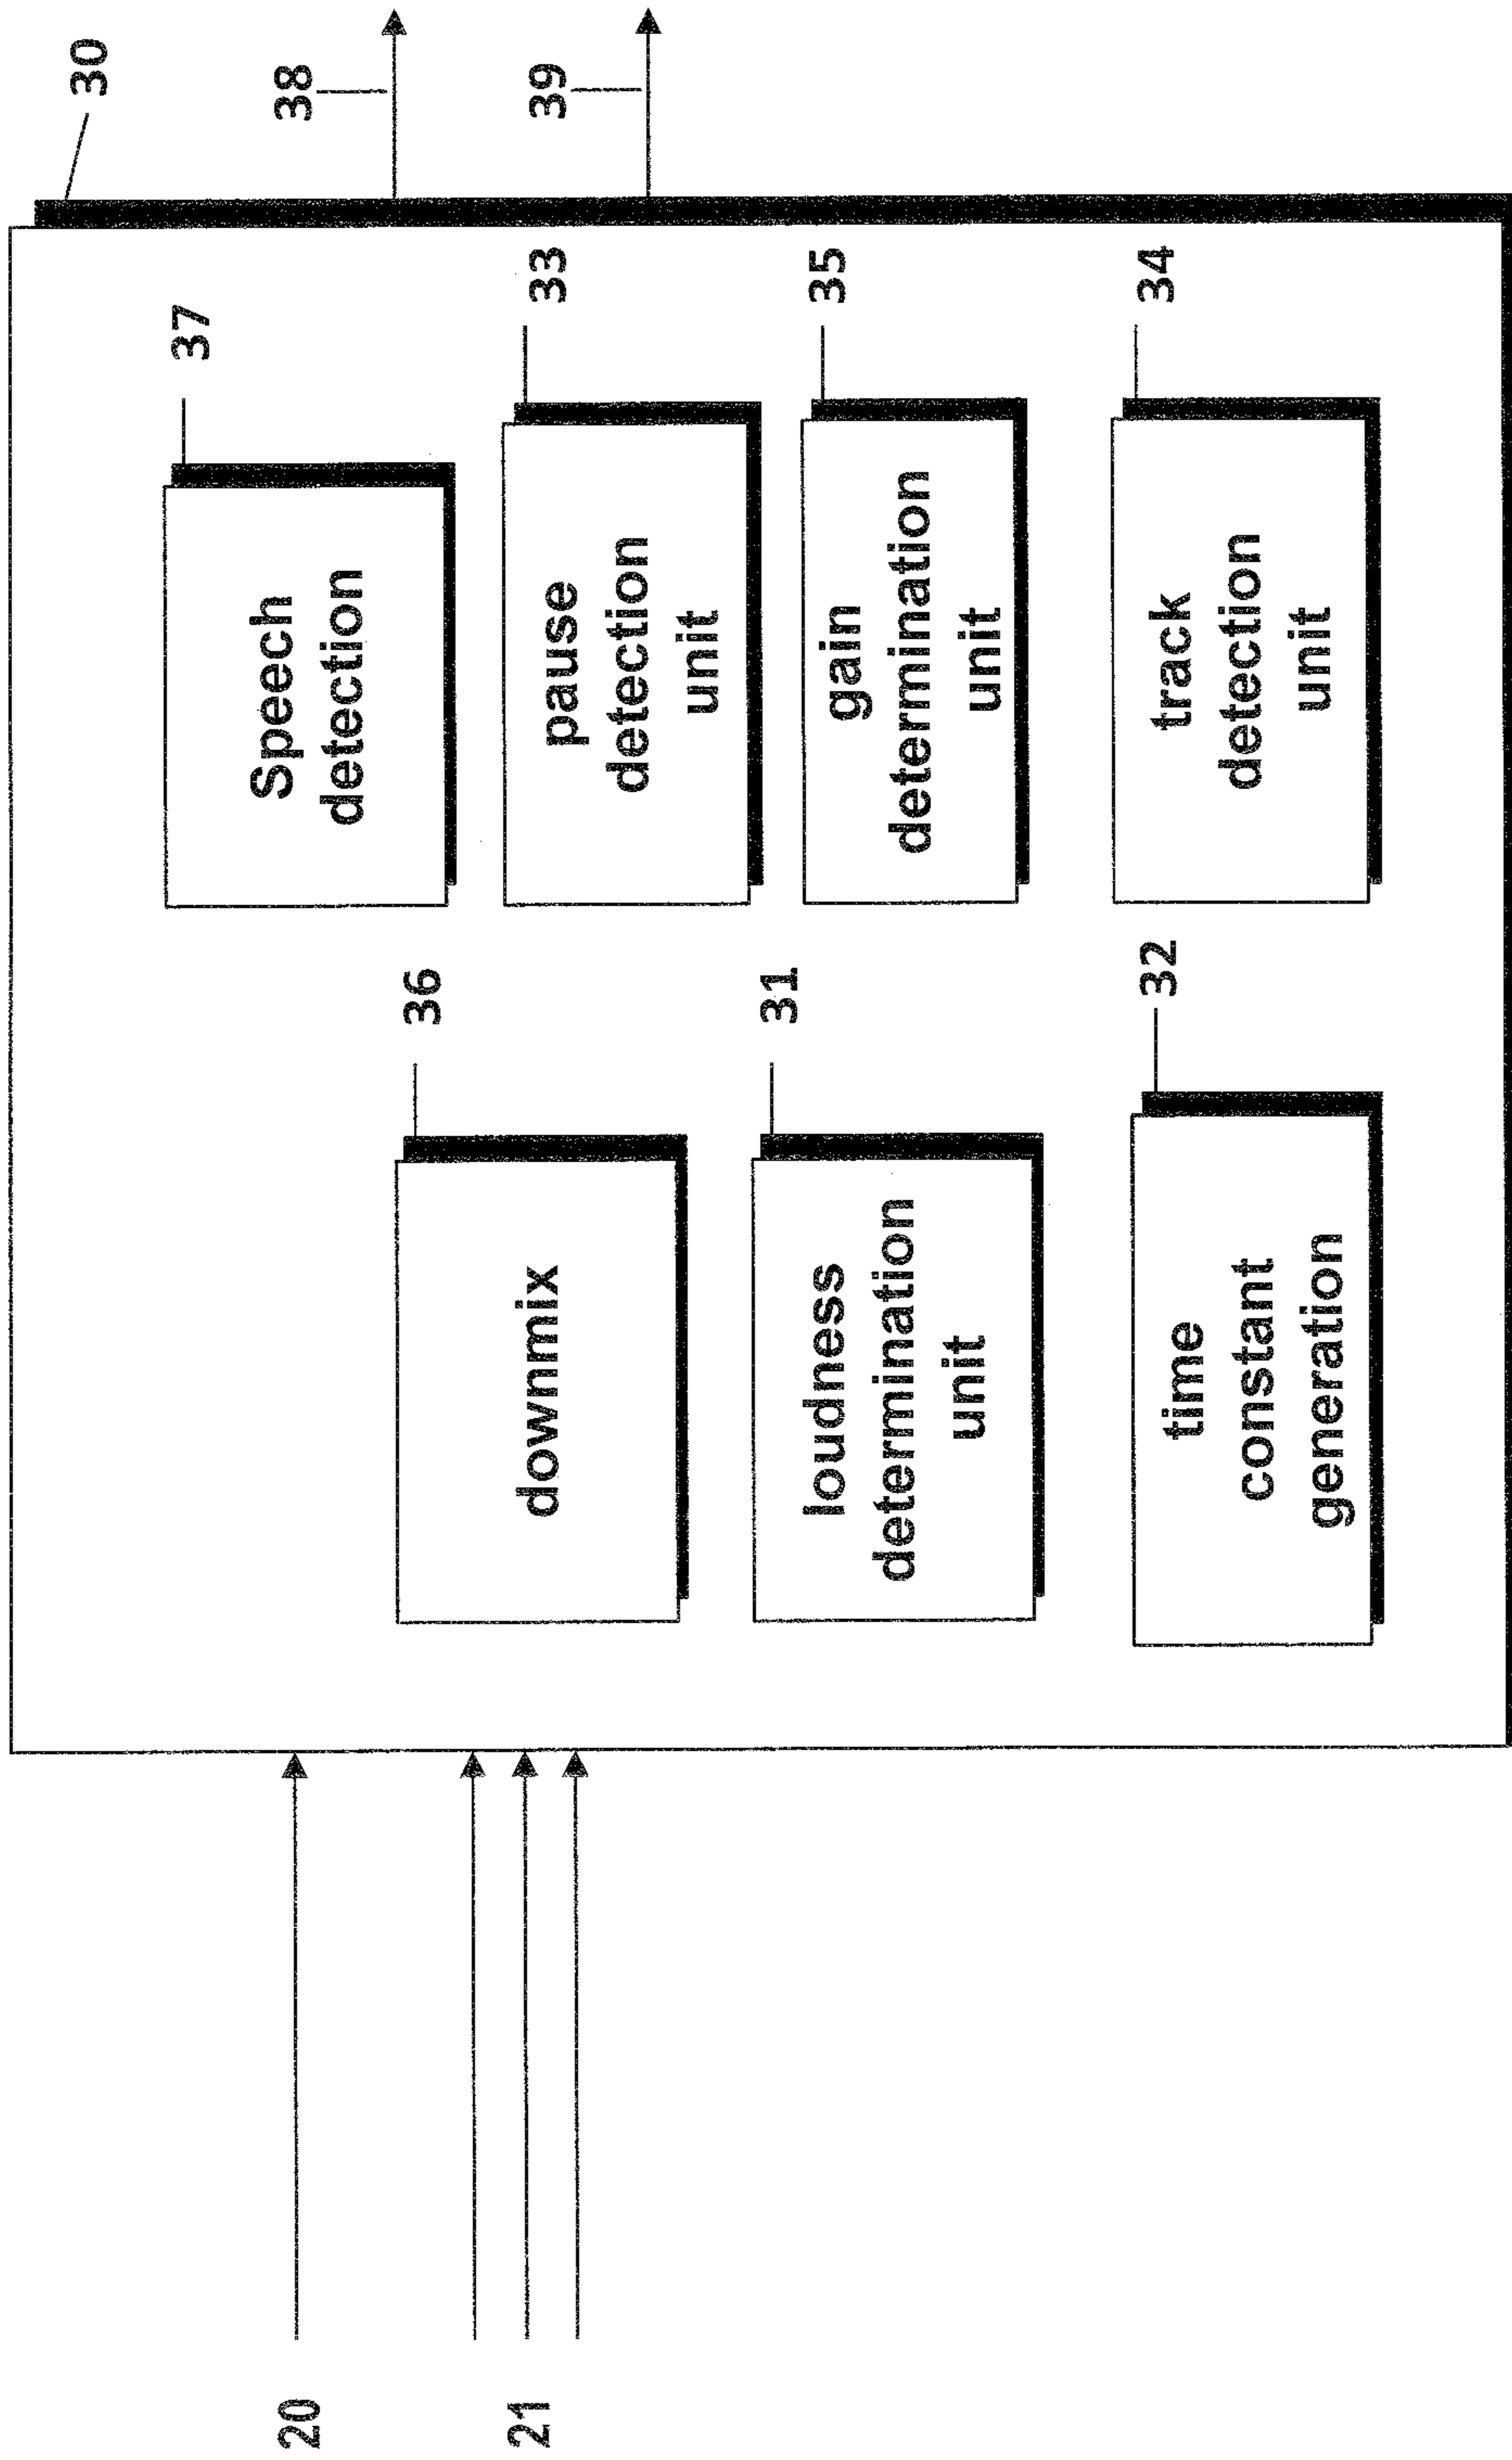 30
38
39
37
Speech
detection
33
pause
detection
unit
35
gain
determination
unit
34
track
detection
unit
36
downmix
31
loudness
determination
unit
32
time
constant
generation
20
21